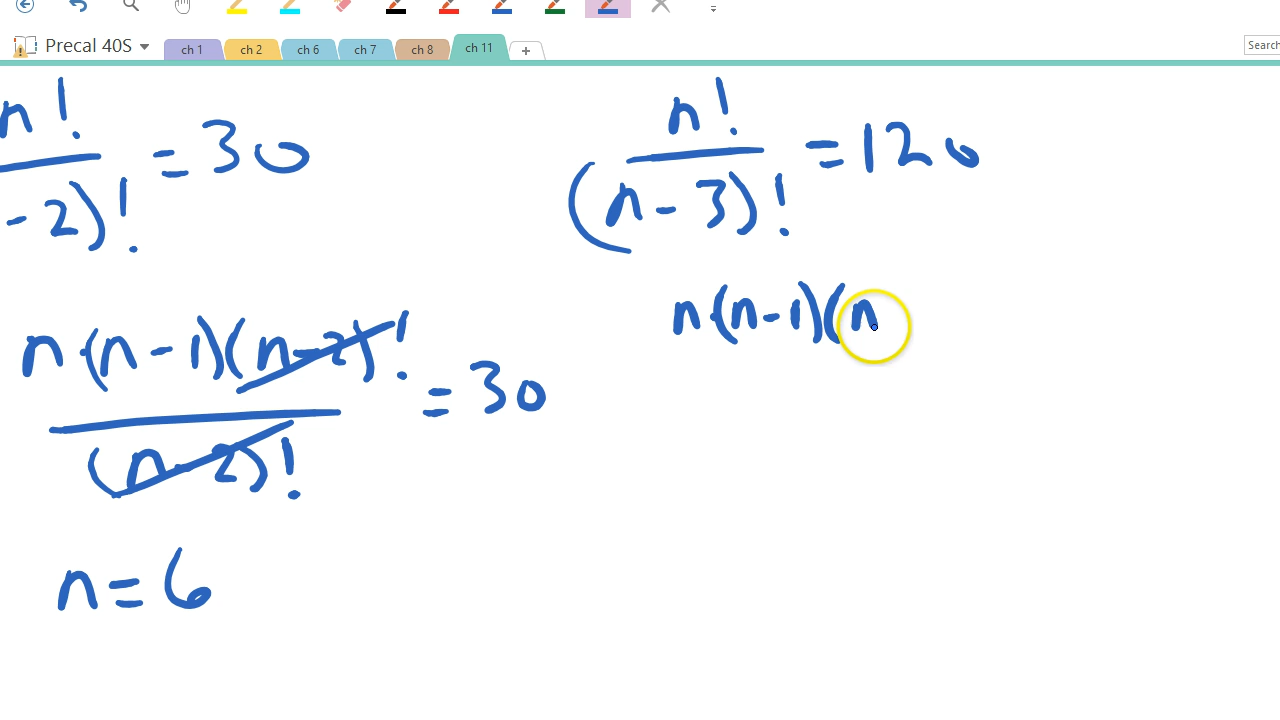 Precal 40S
ch 1
ch 2
ch 6
ch 7
ch 8
ch 11
+
Search
n!
- 2)!
= 30
n·(n-1)(n-2)!
(n-2)!
= 30
n = 6
n!
(n-3)!
= 120
n·(n-1)(n